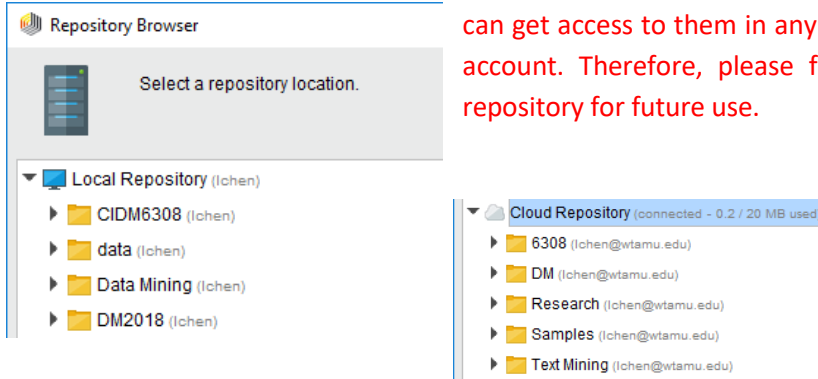 Repository Browser
Select a repository location.
Local Repository (lchen)
CIDM6308 (lchen)
data (lchen)
Data Mining (lchen)
DM2018 (lchen)
can get access to them in any
account. Therefore, please f
repository for future use.
Cloud Repository (connected - 0.2 / 20 MB used
6308 (lchen@wtamu.edu)
DM (lchen@wtamu.edu)
Research (lchen@wtamu.edu)
Samples (lchen@wtamu.edu)
Text Mining (lchen@wtamu.edu)